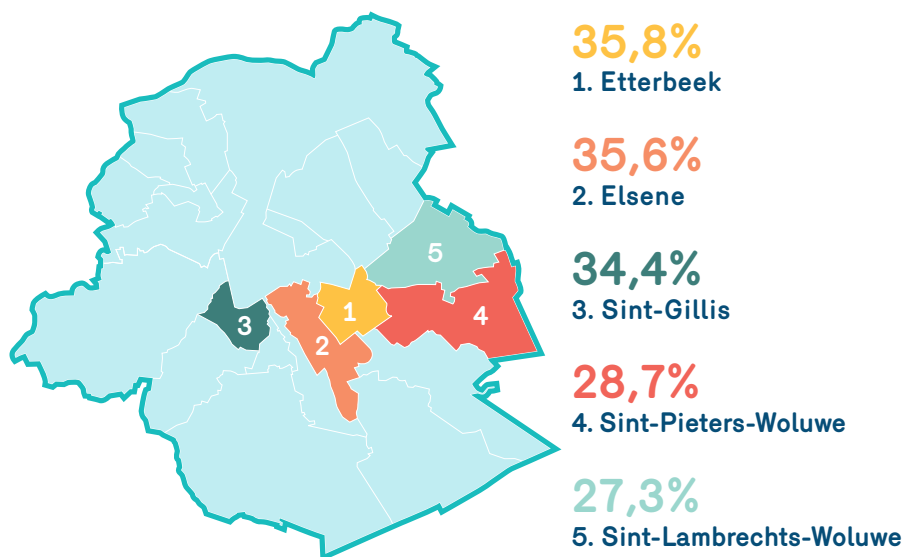 35,8%
1. Etterbeek
35,6%
2. Elsene
34,4%
3. Sint-Gillis
28,7%
4. Sint-Pieters-Woluwe
27,3%
5. Sint-Lambrechts-Woluwe
5
1
4
3
2